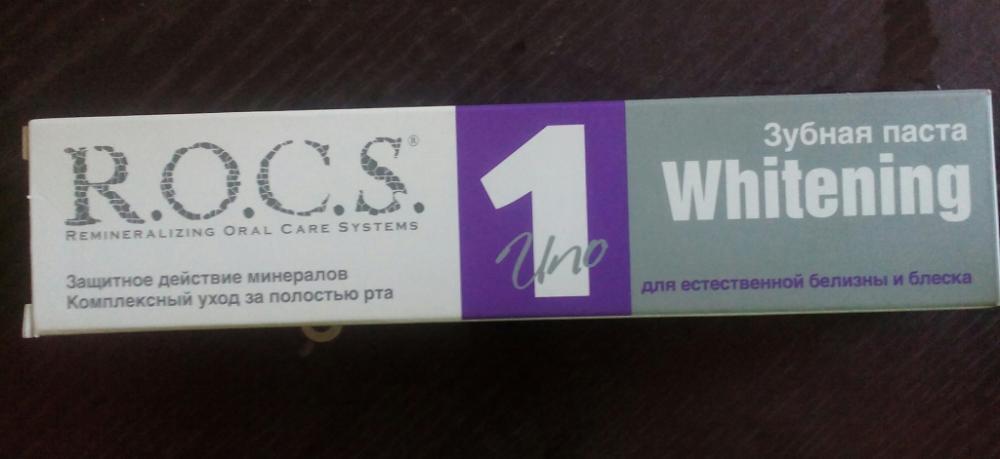 R.O.C.S.®
REMINERALIZING ORAL CARE SYSTEMS
Защитное действие минералов
Комплексный уход за полостью рта
1
Uno
Зубная паста
Whitening
для естественной белизны и блеска